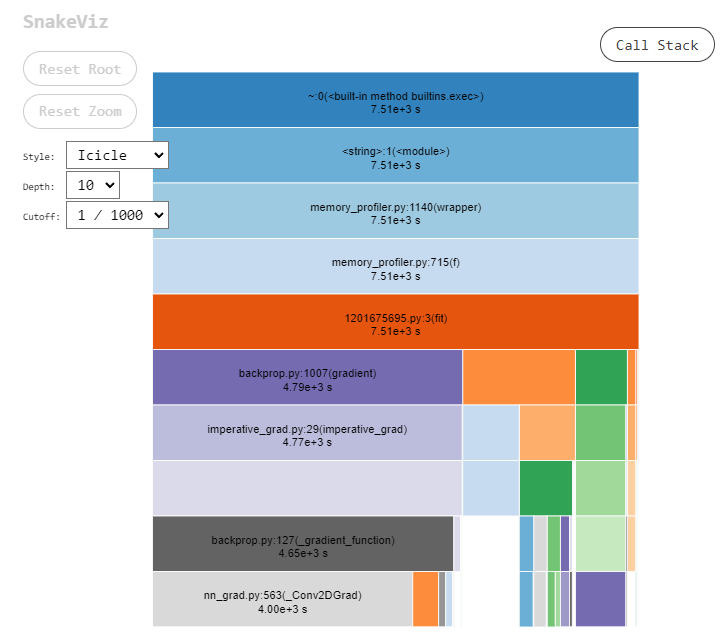 SnakeViz
Call Stack
Reset Root
Reset Zoom
Style: Icicle
Depth: 10
Cutoff: 1 / 1000
~:0(<built-in method builtins.exec>)
7.51e+3 s
<string>:1(<module>)
7.51e+3 s
memory_profiler.py:1140(wrapper)
7.51e+3 s
memory_profiler.py:715(f)
7.51e+3 s
1201675695.py:3(fit)
7.51e+3 s
backprop.py:1007(gradient)
4.79e+3 s
imperative_grad.py:29(imperative_grad)
4.77e+3 s
backprop.py:127(_gradient_function)
4.65e+3 s
nn_grad.py:563(_Conv2DGrad)
4.00e+3 s